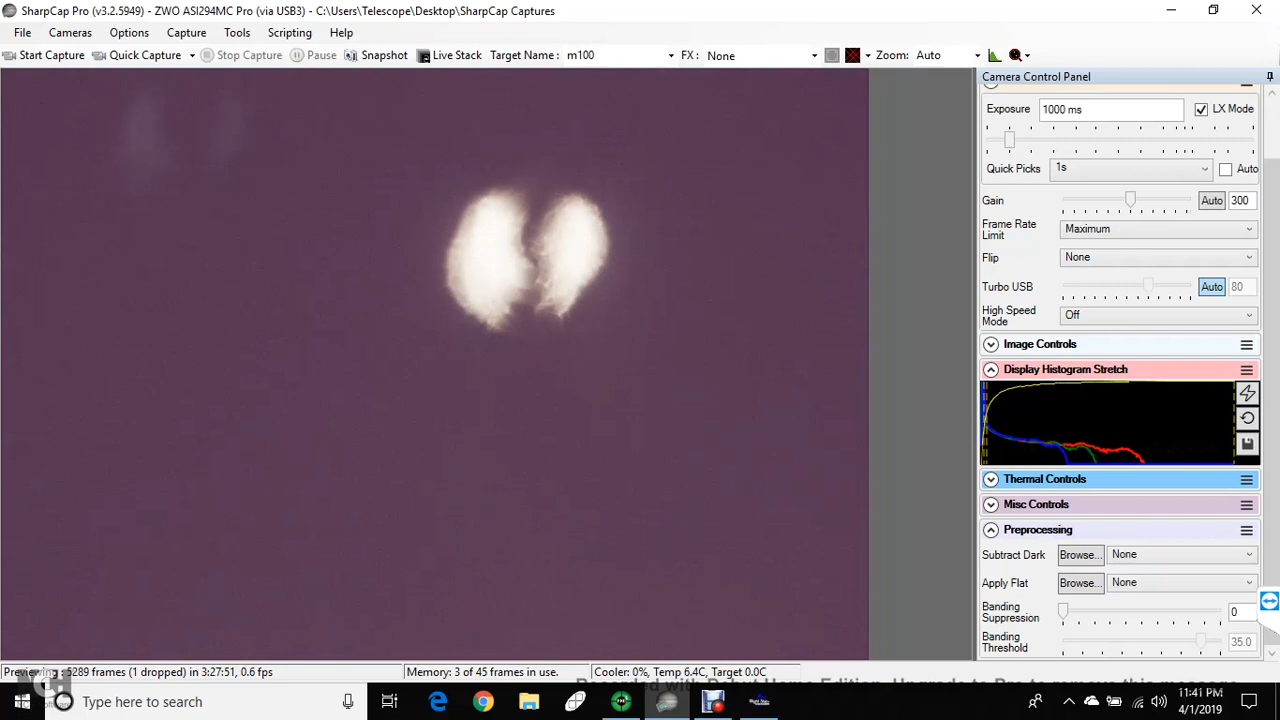 SharpCap Pro (v3.2.5949) - ZWO ASI294MC Pro (via USB3) - C:\Users\Telescope\Desktop\SharpCap Captures
File Cameras Options Capture Tools Scripting Help
Start Capture Quick Capture Stop Capture Pause Snapshot Live Stack Target Name : m100 FX: None Zoom: Auto
Camera Control Panel
Exposure 1000 ms LX Mode
Quick Picks 1s Auto
Gain Auto 300
Frame Rate Limit Maximum
Flip None
Turbo USB Auto 80
High Speed Mode Off
Image Controls
Display Histogram Stretch
Thermal Controls
Misc Controls
Preprocessing
Subtract Dark Browse... None
Apply Flat Browse... None
Banding Suppression 0
Banding Threshold 35.0
Previewing : 5289 frames (1 dropped) in 3:27:51, 0.6 fps Memory: 3 of 45 frames in use. Cooler: 0%, Temp 6.4C, Target 0.0C
Type here to search
11:41 PM
4/1/2019